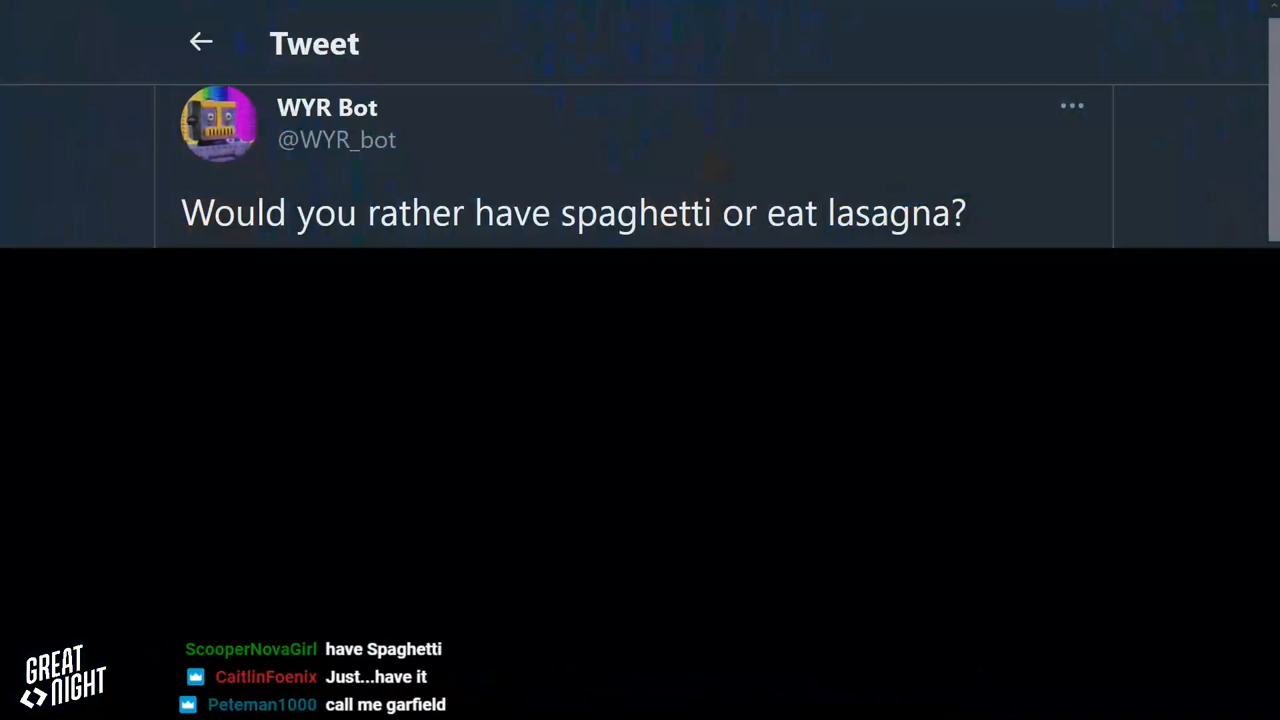 Tweet
WYR Bot
@WYR_bot
Would you rather have spaghetti or eat lasagna?
ScooperNovaGirl have Spaghetti
CaitlinFoenix Just...have it
Peteman1000 call me garfield
GREAT
NIGHT